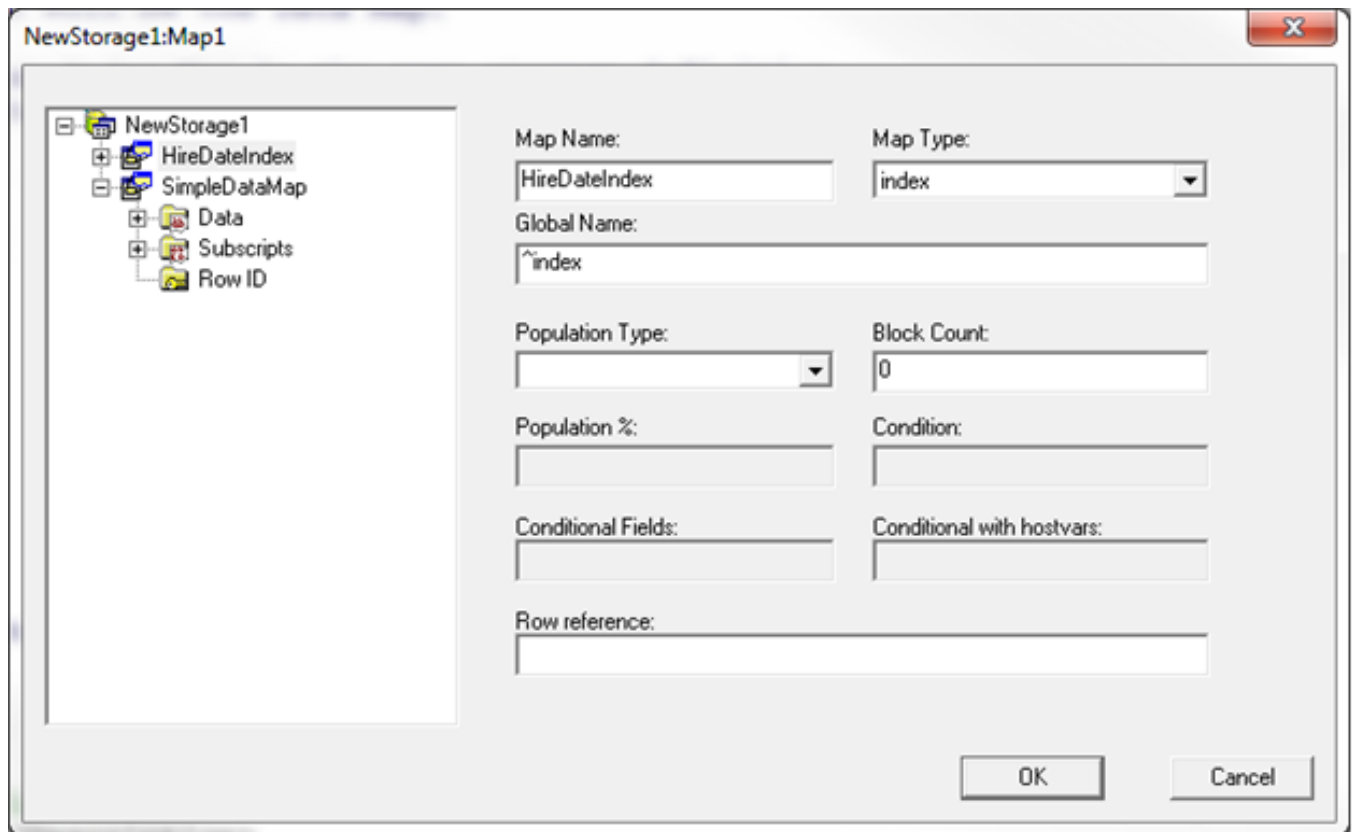 NewStorage1:Map1
NewStorage1
HireDateIndex
SimpleDataMap
Data
Subscripts
Row ID
Map Name:
Map Type:
HireDateIndex
index
Global Name:
^index
Population Type:
Block Count:
0
Population %:
Condition:
Conditional Fields:
Conditional with hostvars:
Row reference:
OK
Cancel